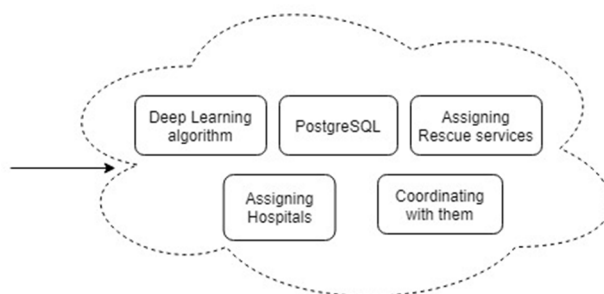 Deep Learning
algorithm
PostgreSQL
Assigning
Rescue services
Assigning
Hospitals
Coordinating
with them